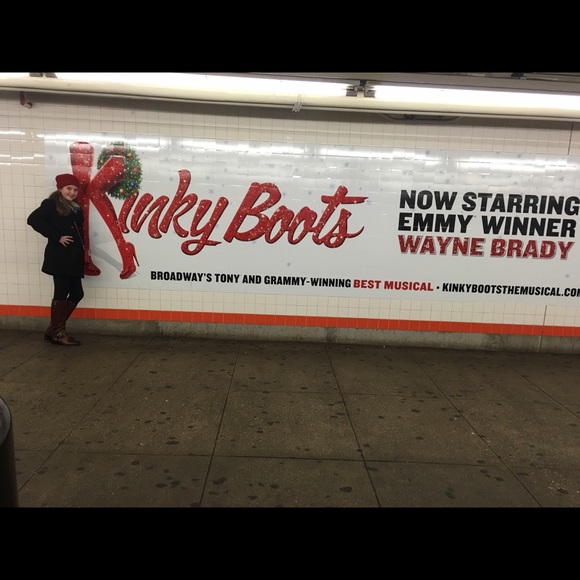 Kinky Boots
NOW STARRING
EMMY WINNER
WAYNE BRADY
BROADWAY'S TONY AND GRAMMY-WINNING BEST MUSICAL • KINKYBOOTSTHEMUSICAL.COM